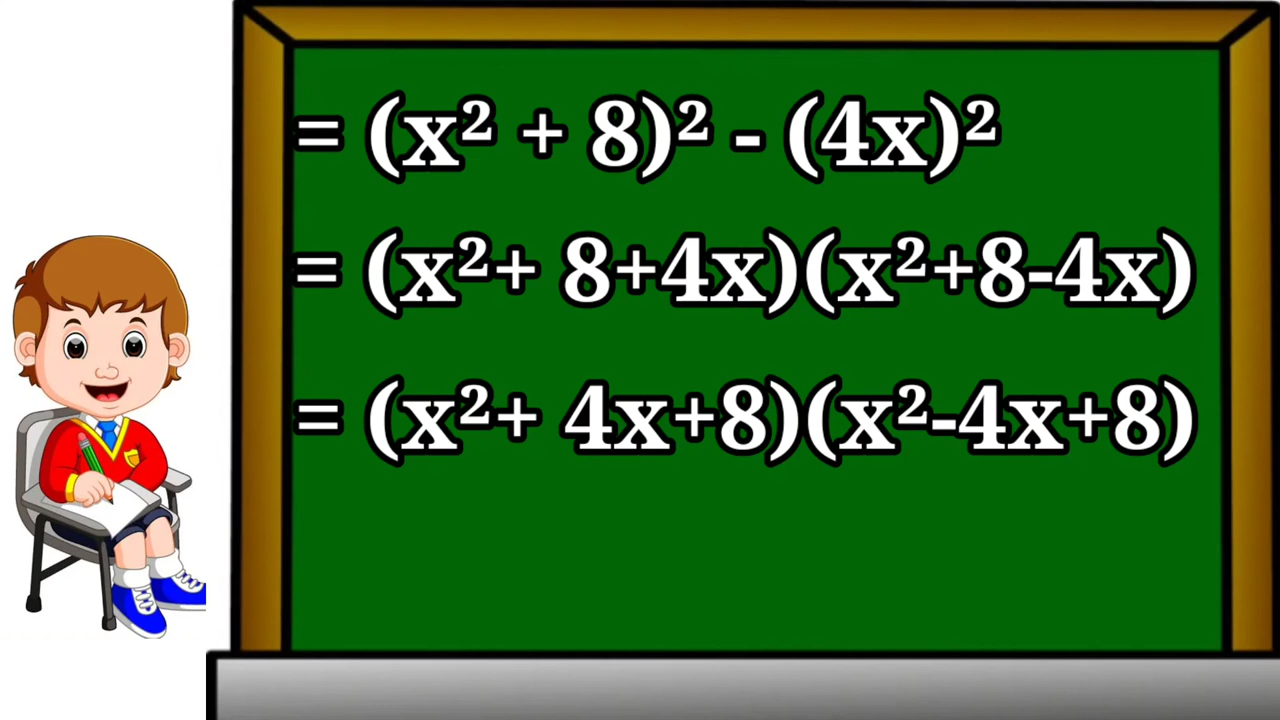 = (x² + 8)² - (4x)²
= (x²+ 8+4x)(x²+8-4x)
= (x²+ 4x+8)(x²-4x+8)